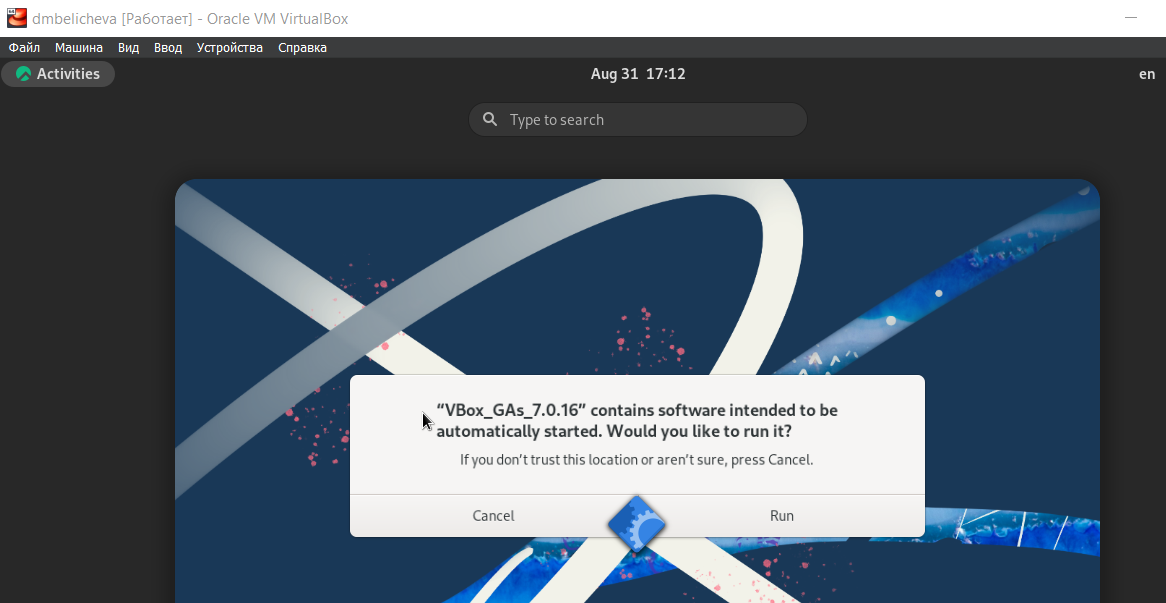 dmbelicheva [Работает] - Oracle VM VirtualBox
Файл Машина Вид Ввод Устройства Справка
Activities Aug 31 17:12 en
Type to search
“VBox_GAs_7.0.16” contains software intended to be
automatically started. Would you like to run it?
If you don’t trust this location or aren’t sure, press Cancel.
Cancel Run